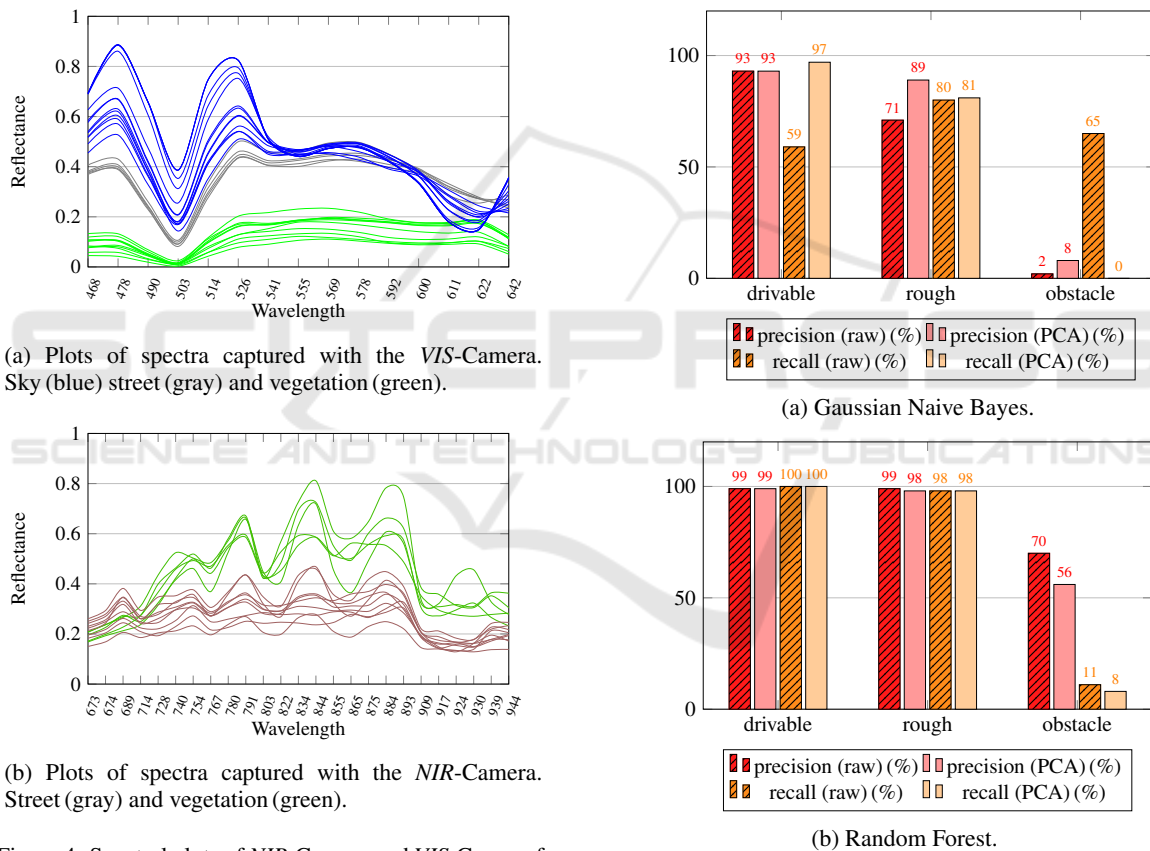 1
0.8
0.6
0.4
0.2
0
Reflectance
468 478 490 503 514 526 541 555 569 578 592 600 611 622 642
Wavelength
(a) Plots of spectra captured with the VIS-Camera.
Sky (blue) street (gray) and vegetation (green).
1
0.8
0.6
0.4
0.2
0
Reflectance
673 674 689 714 728 740 754 767 780 791 803 822 834 844 855 865 875 884 893 909 917 924 930 939 944
Wavelength
(b) Plots of spectra captured with the NIR-Camera.
Street (gray) and vegetation (green).
100
50
0
93 93 59 97
71 89 80 81
2 8 65 0
drivable rough obstacle
precision (raw) (%) precision (PCA) (%)
recall (raw) (%) recall (PCA) (%)
(a) Gaussian Naive Bayes.
100
50
0
99 99 100 100
99 98 98 98
70 56 11 8
drivable rough obstacle
precision (raw) (%) precision (PCA) (%)
recall (raw) (%) recall (PCA) (%)
(b) Random Forest.
SCITEPRESS
SCIENCE AND TECHNOLOGY PUBLICATIONS